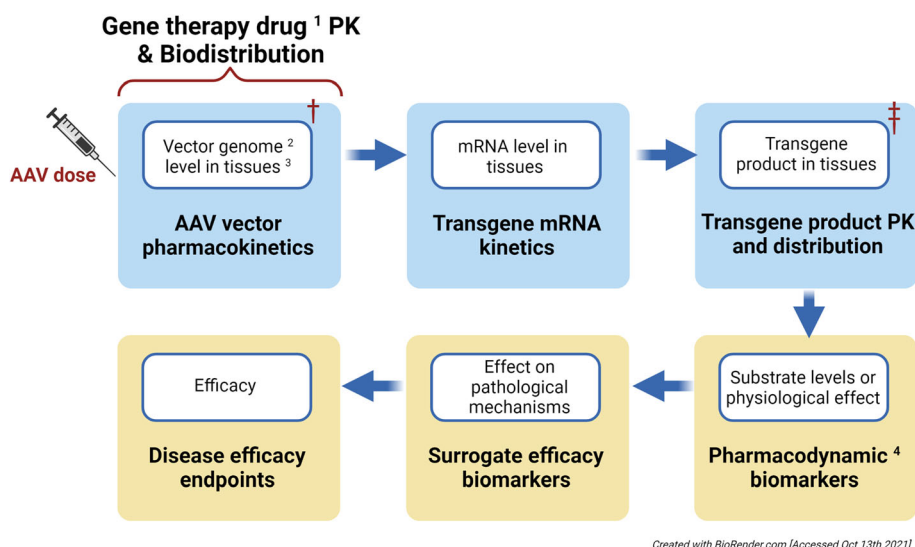 Gene therapy drug ¹ PK
& Biodistribution
†
‡
AAV dose
Vector genome ²
level in tissues ³
mRNA level in
tissues
Transgene
product in tissues
AAV vector
pharmacokinetics
Transgene mRNA
kinetics
Transgene product PK
and distribution
Efficacy
Effect on
pathological
mechanisms
Substrate levels or
physiological effect
Disease efficacy
endpoints
Surrogate efficacy
biomarkers
Pharmacodynamic ⁴
biomarkers
Created with BioRender.com [Accessed Oct 13th 2021]